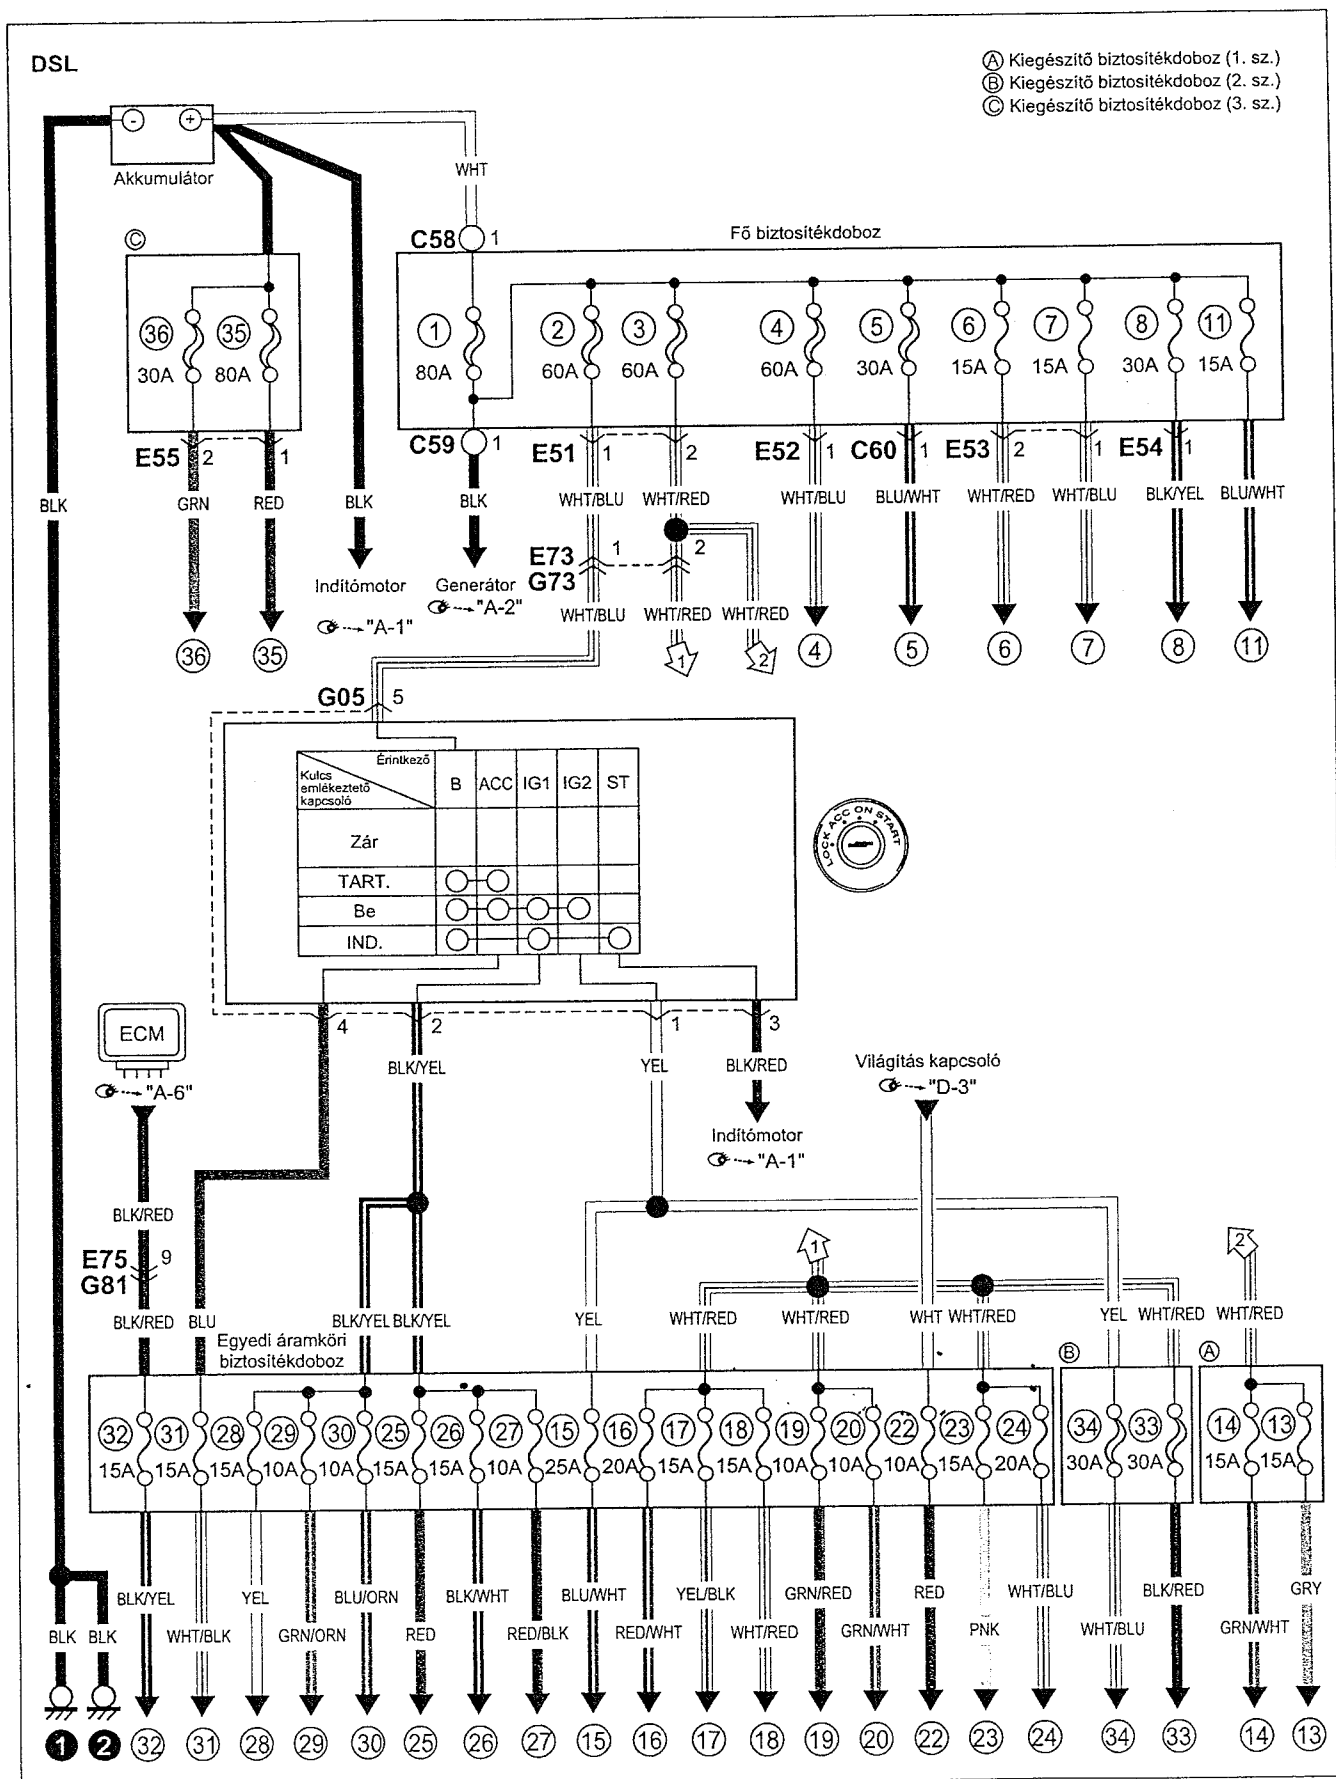 DSL
Ⓐ Kiegészítő biztosítékdoboz (1. sz.)
Ⓑ Kiegészítő biztosítékdoboz (2. sz.)
Ⓒ Kiegészítő biztosítékdoboz (3. sz.)
- +
Akkumulátor
WHT
Ⓒ
C58 1
Fő biztosítékdoboz
36 35 1 2 3 4 5 6 7 8 11
30A 80A 80A 60A 60A 60A 30A 15A 15A 30A 15A
E55 2 1 C59 1 E51 1 2 E52 1 C60 1 E53 2 1 E54 1
BLK GRN RED BLK BLK WHT/BLU WHT/RED WHT/BLU BLU/WHT WHT/RED WHT/BLU BLK/YEL BLU/WHT
E73 1 2
G73
Indítómotor Generátor
"A-1" "A-2"
WHT/BLU WHT/RED WHT/RED
36 35 1 2 4 5 6 7 8 11
G05 5
Érintkező
Kulcs
emlékeztető
kapcsoló
B ACC IG1 IG2 ST
Zár
TART.
Be
IND.
LOCK ACC ON START
4 2 1 3
ECM
"A-6"
BLK/YEL YEL BLK/RED
Világítás kapcsoló
"D-3"
Indítómotor
"A-1"
BLK/RED
E75 9
G81
1 2
BLK/RED BLU BLK/YEL BLK/YEL YEL WHT/RED WHT/RED WHT WHT/RED YEL WHT/RED WHT/RED
Egyedi áramköri
biztosítékdoboz
Ⓑ Ⓐ
32 31 28 29 30 25 26 27 15 16 17 18 19 20 22 23 24 34 33 14 13
15A 15A 15A 10A 10A 15A 15A 10A 25A 20A 15A 15A 10A 10A 10A 15A 20A 30A 30A 15A 15A
BLK/YEL YEL BLU/ORN BLK/WHT BLU/WHT YEL/BLK GRN/RED RED WHT/BLU BLK/RED GRY
BLK BLK WHT/BLK GRN/ORN RED RED/BLK RED/WHT WHT/RED GRN/WHT PNK WHT/BLU GRN/WHT
1 2 32 31 28 29 30 25 26 27 15 16 17 18 19 20 22 23 24 34 33 14 13